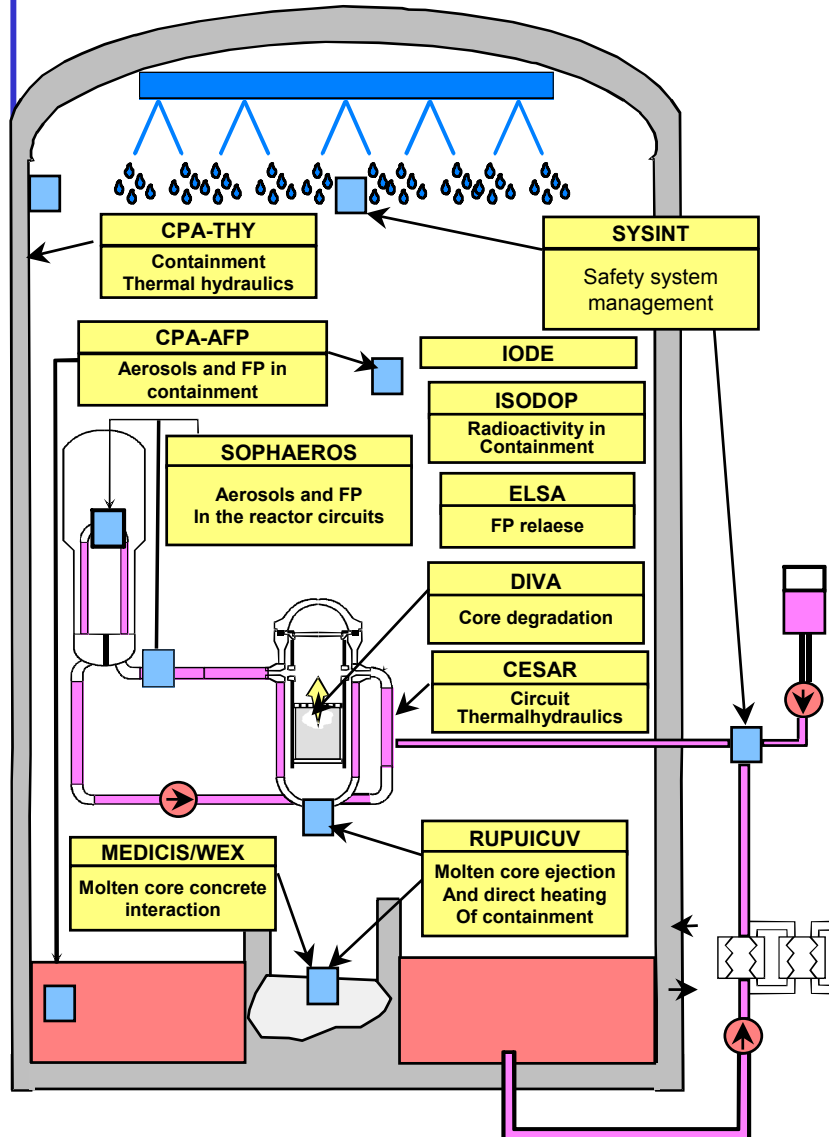 CPA-THY
Containment
Thermal hydraulics
SYSINT
Safety system
management
CPA-AFP
Aerosols and FP in
containment
IODE
ISODOP
Radioactivity in
Containment
SOPHAEROS
Aerosols and FP
In the reactor circuits
ELSA
FP relaese
DIVA
Core degradation
CESAR
Circuit
Thermalhydraulics
MEDICIS/WEX
Molten core concrete
interaction
RUPUICUV
Molten core ejection
And direct heating
Of containment